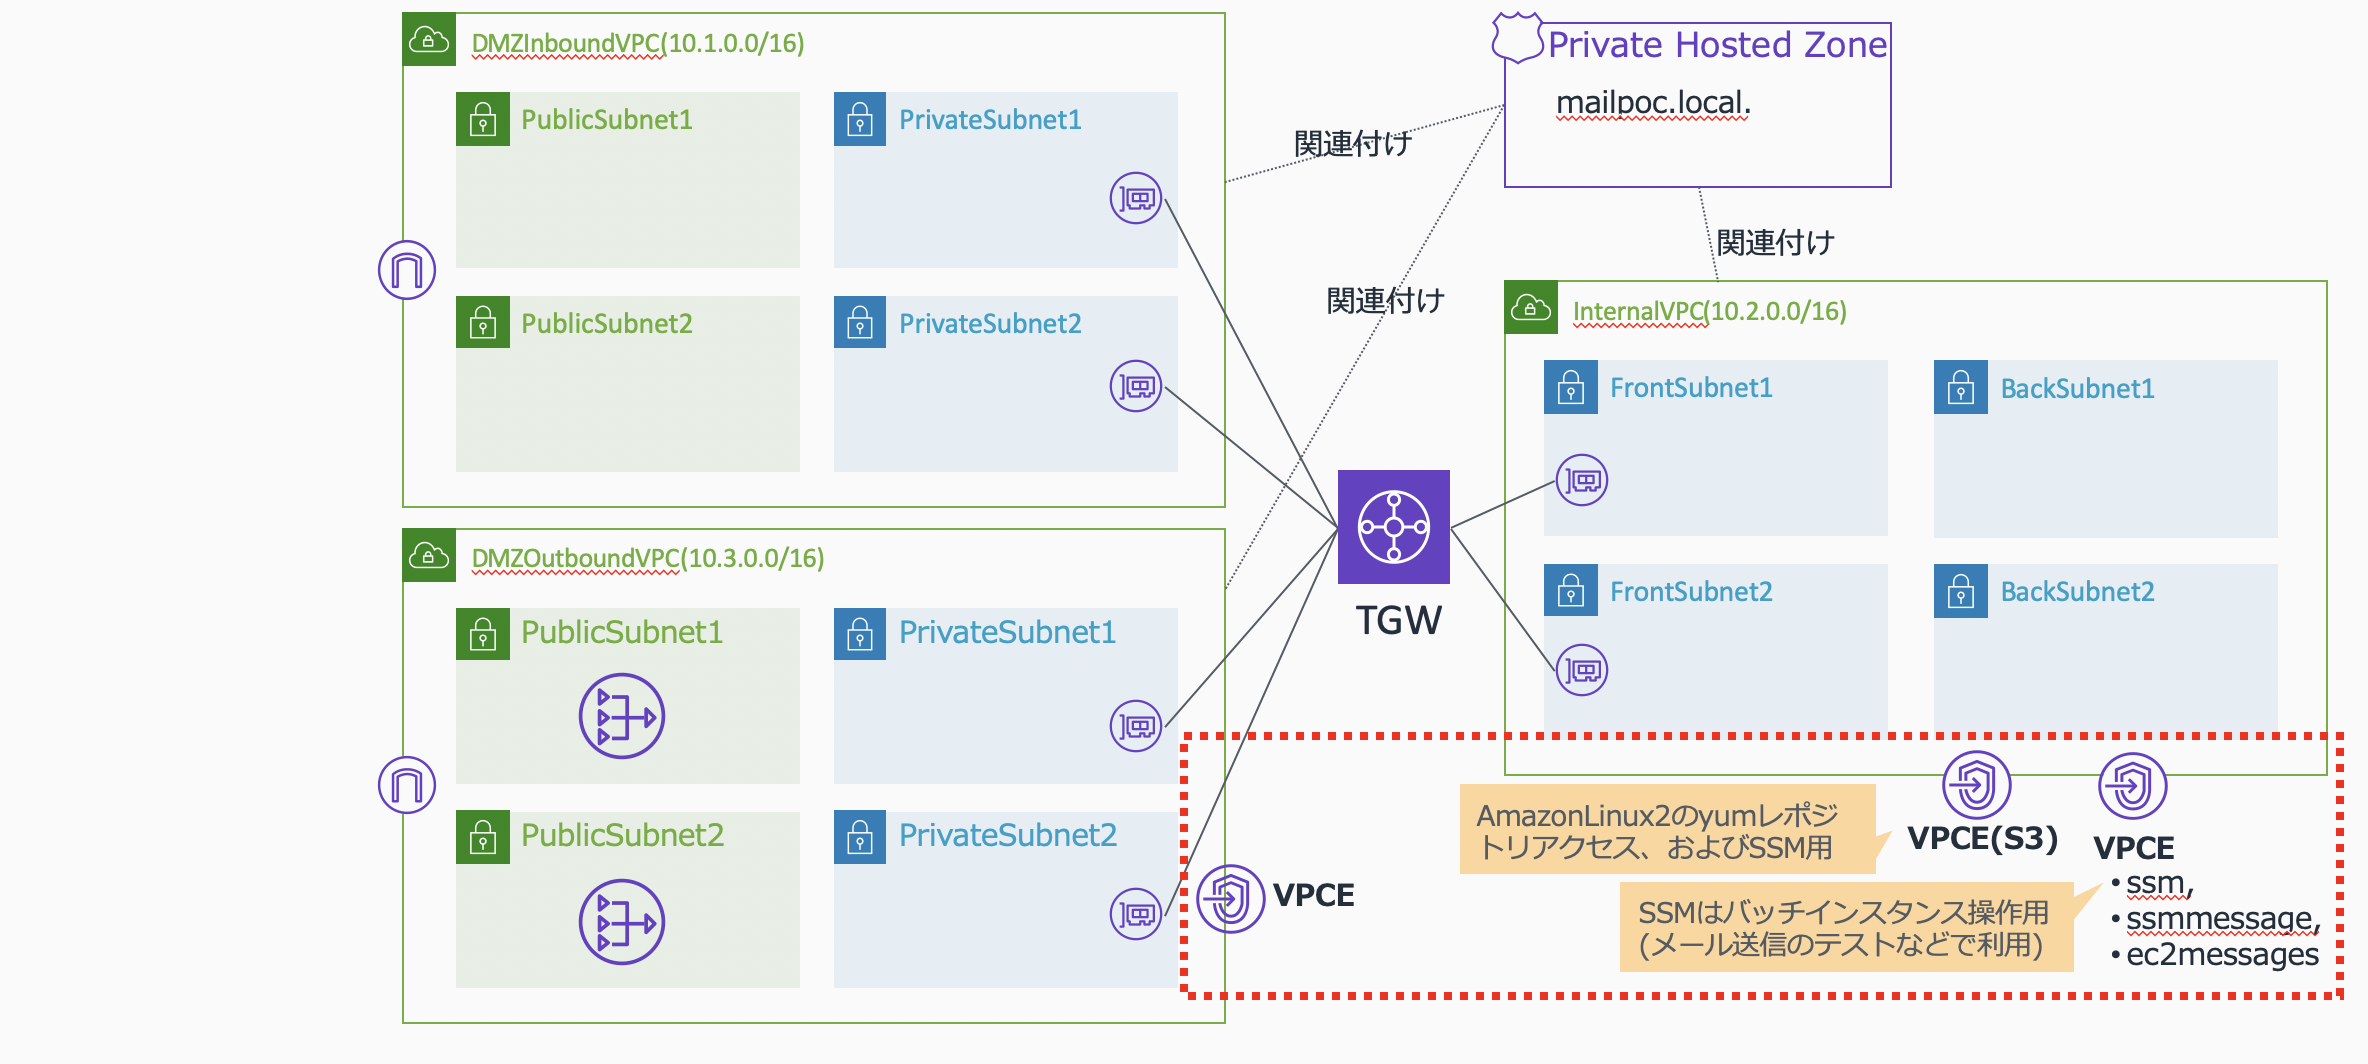 DMZInboundVPC(10.1.0.0/16)
PublicSubnet1
PrivateSubnet1
PublicSubnet2
PrivateSubnet2
Private Hosted Zone
mailpoc.local.
関連付け
関連付け
関連付け
InternalVPC(10.2.0.0/16)
FrontSubnet1
BackSubnet1
FrontSubnet2
BackSubnet2
TGW
DMZOutboundVPC(10.3.0.0/16)
PublicSubnet1
PrivateSubnet1
PublicSubnet2
PrivateSubnet2
VPCE
AmazonLinux2のyumレポジ
トリアクセス、およびSSM用
VPCE(S3)
SSMはバッチインスタンス操作用
(メール送信のテストなどで利用)
VPCE
•ssm,
•ssmmessage,
•ec2messages